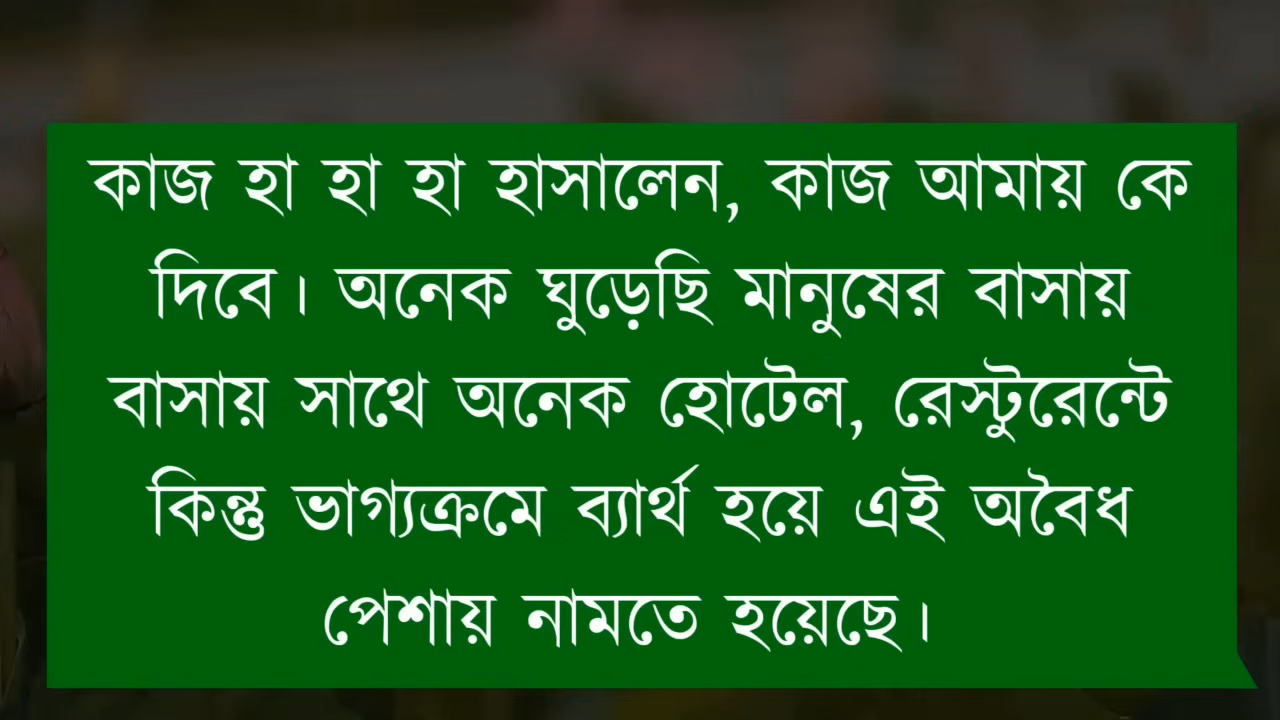 কাজ হা হা হা হাসালেন, কাজ আমায় কে
দিবে। অনেক ঘুড়েছি মানুষের বাসায়
বাসায় সাথে অনেক হোটেল, রেস্টুরেন্টে
কিন্তু ভাগ্যক্রমে ব্যার্থ হয়ে এই অবৈধ
পেশায় নামতে হয়েছে।